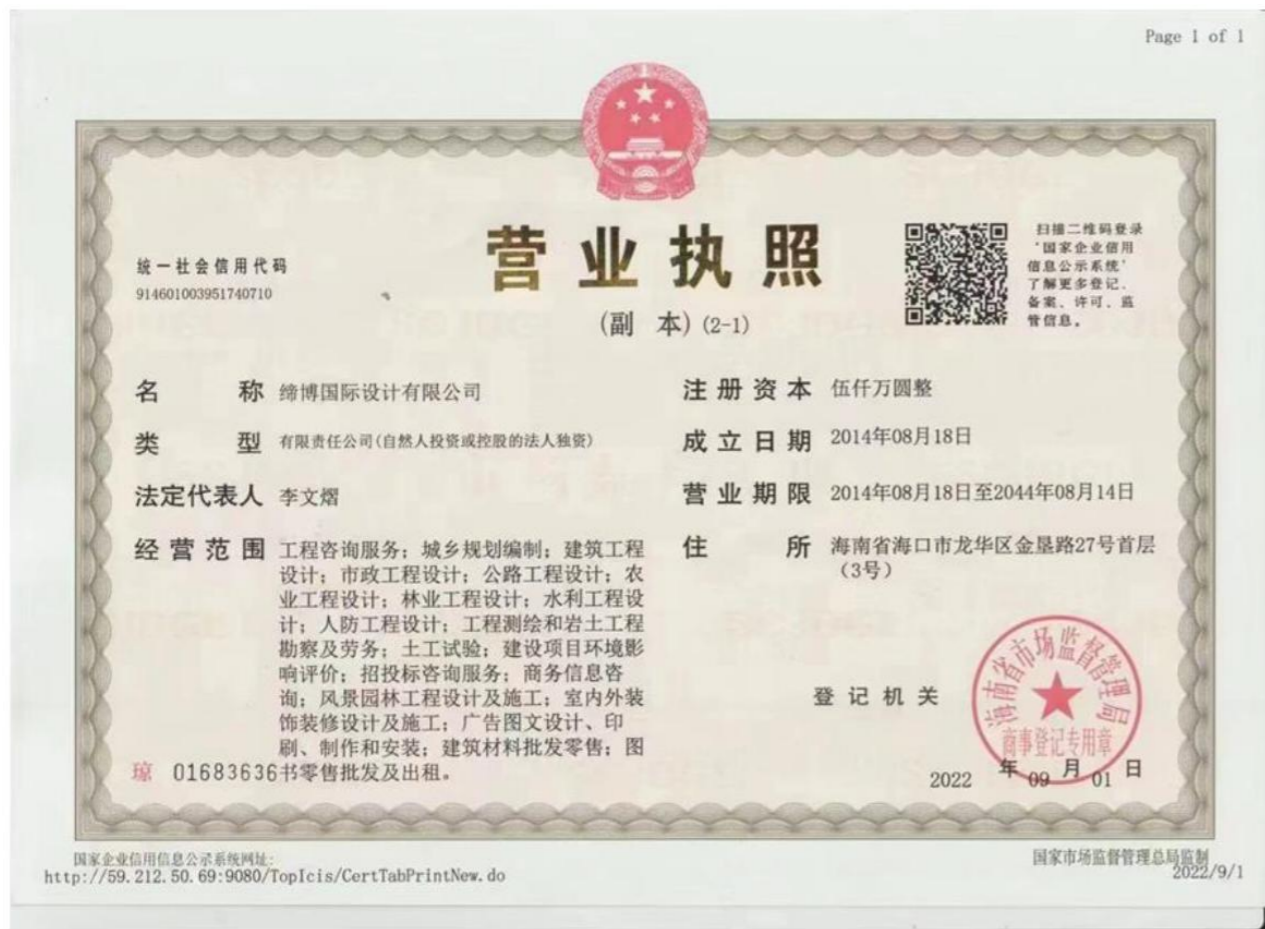 Page 1 of 1
统一社会信用代码
914601003951740710
营业执照
(副 本)(2-1)
扫描二维码登录
‘国家企业信用
信息公示系统’
了解更多登记、
备案、许可、监
管信息。
名 称 缔博国际设计有限公司
类 型 有限责任公司(自然人投资或控股的法人独资)
法定代表人 李文熠
经营范围 工程咨询服务；城乡规划编制；建筑工程
设计；市政工程设计；公路工程设计；农
业工程设计；林业工程设计；水利工程设
计；人防工程设计；工程测绘和岩土工程
勘察及劳务；土工试验；建设项目环境影
响评价；招投标咨询服务；商务信息咨
询；风景园林工程设计及施工；室内外装
饰装修设计及施工；广告图文设计、印
刷、制作和安装；建筑材料批发零售；图
书零售批发及出租。
琼 01683636
注册资本 伍仟万圆整
成立日期 2014年08月18日
营业期限 2014年08月18日至2044年08月14日
住 所 海南省海口市龙华区金垦路27号首层
（3号）
登记机关
海南省市场监督管理局
商事登记专用章
2022 年 09 月 01 日
国家企业信用信息公示系统网址:
http://59.212.50.69:9080/TopIcis/CertTabPrintNew.do
国家市场监督管理总局监制
2022/9/1